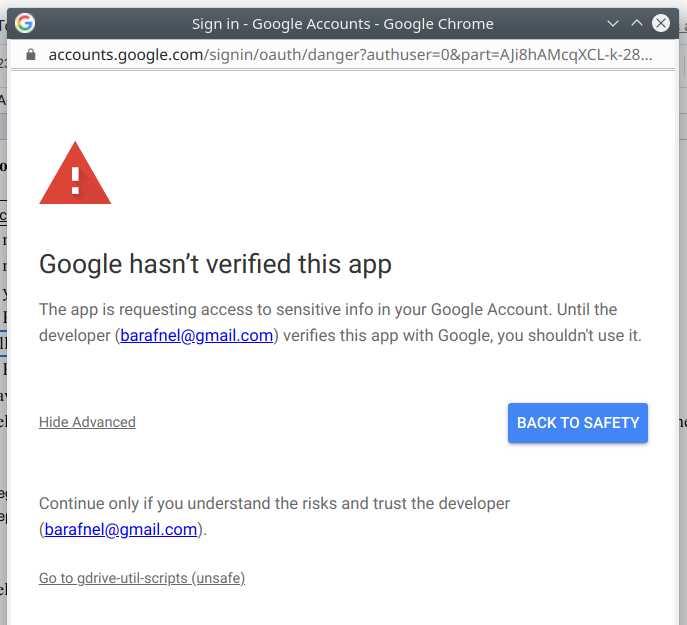 Sign in - Google Accounts - Google Chrome
accounts.google.com/signin/oauth/danger?authuser=0&part=AJi8hAMcqXCL-k-28...
Google hasn’t verified this app
The app is requesting access to sensitive info in your Google Account. Until the
developer (barafnel@gmail.com) verifies this app with Google, you shouldn't use it.
Hide Advanced
BACK TO SAFETY
Continue only if you understand the risks and trust the developer
(barafnel@gmail.com).
Go to gdrive-util-scripts (unsafe)